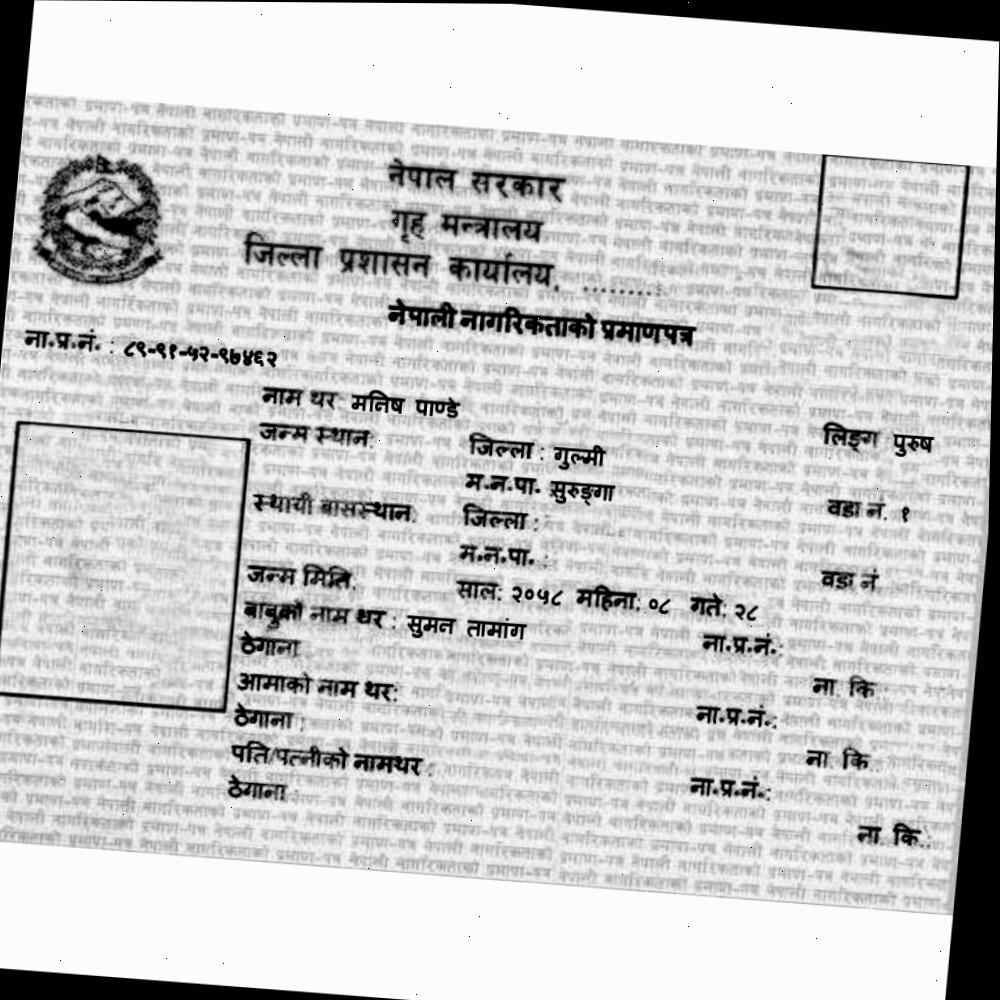 नेपाल सरकार
गृह मन्त्रालय
जिल्ला प्रशासन कार्यालय, .........
नेपाली नागरिकताको प्रमाणपत्र
ना.प्र.नं. : ८९-९१-५२-९७४६२
नाम थर मनिष पाण्डे लिङ्ग पुरुष
जन्म स्थान: जिल्ला : गुल्मी
म.न.पा. सुरुङ्गा वडा नं. १
स्थायी बासस्थान: जिल्ला :
म.न.पा. : वडा नं
जन्म मिति: साल: २०५८ महिना: ०८ गते: २८
बाबुको नाम थर : सुमन तामांग ना.प्र.नं.:
ठेगाना ना. कि :
आमाको नाम थर: ना.प्र.नं.:
ठेगाना : ना. कि.:
पति/पत्नीको नामथर : ना.प्र.नं.:
ठेगाना : ना. कि.: